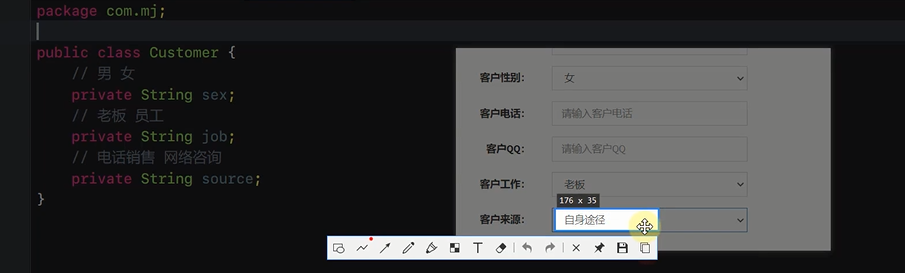 package com.mj;
public class Customer {
// 男 女
private String sex;
// 老板 员工
private String job;
// 电话销售 网络咨询
private String source;
}
客户性别: 女
客户电话: 请输入客户电话
客户QQ: 请输入客户QQ
客户工作: 老板
176 x 35
客户来源: 自身途径
T